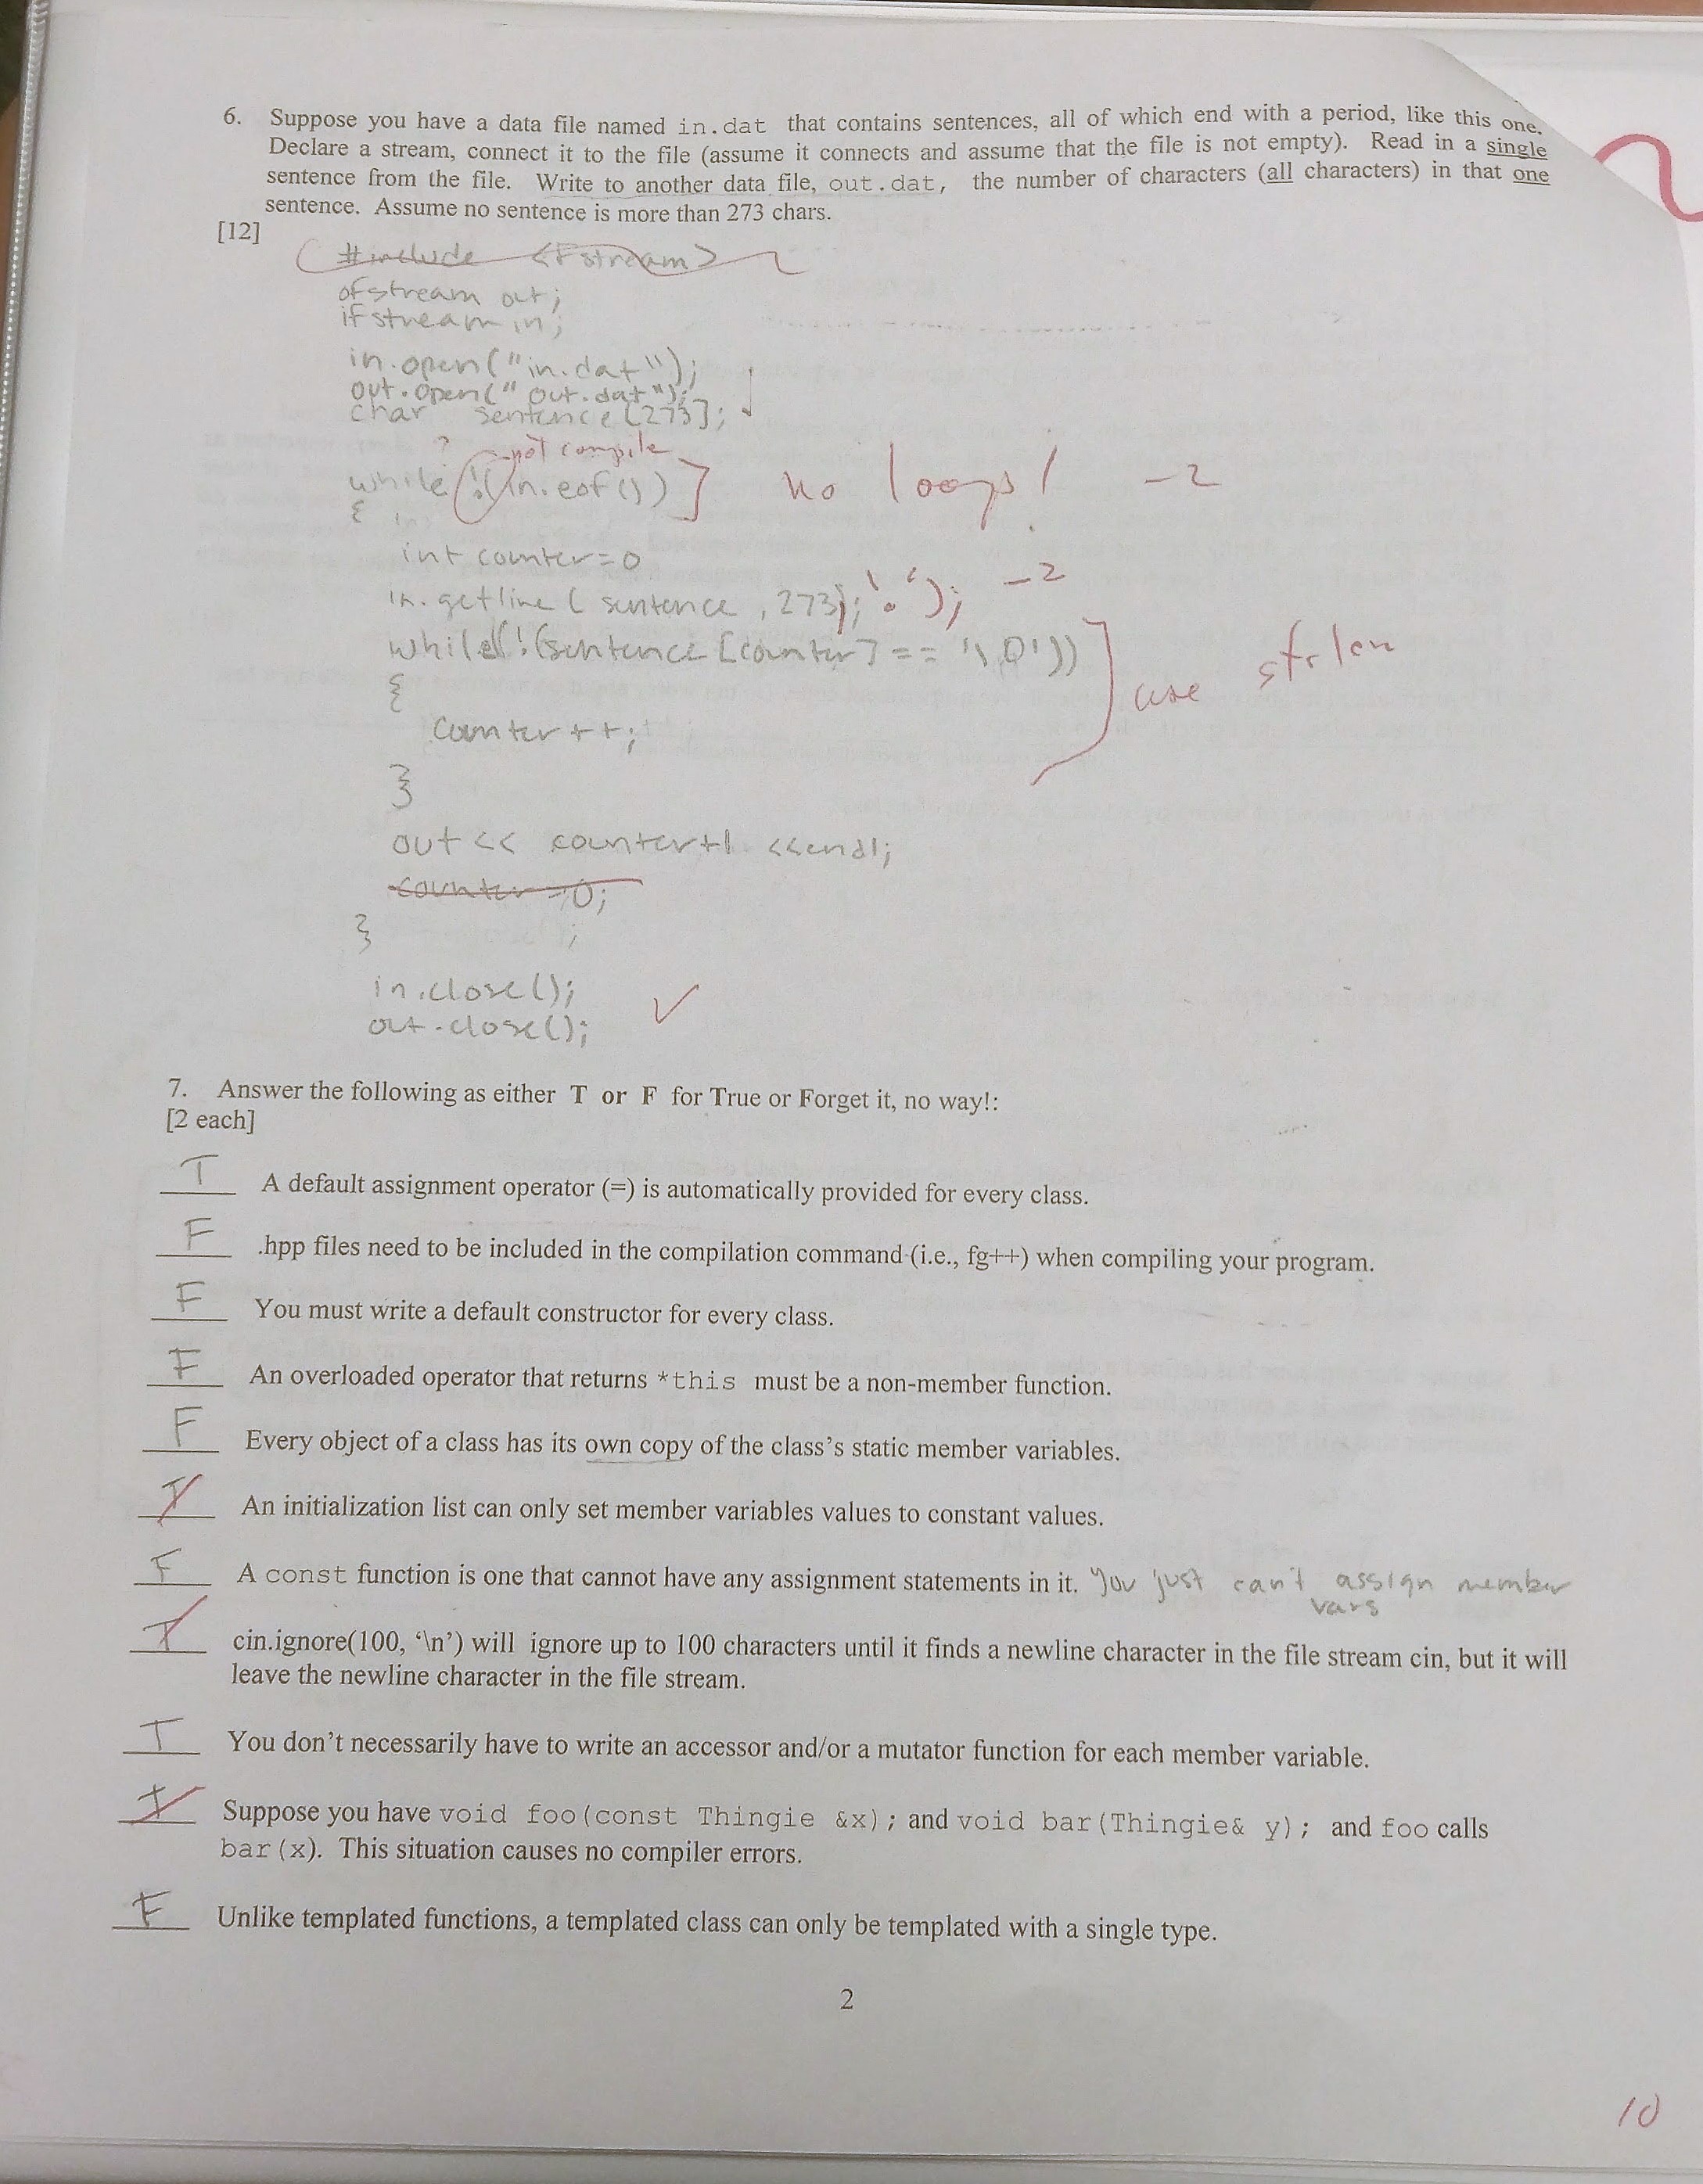 6. Suppose you have a data file named in.dat that contains sentences, all of which end with a period, like this one.
Declare a stream, connect it to the file (assume it connects and assume that the file is not empty). Read in a single
sentence from the file. Write to another data file, out.dat, the number of characters (all characters) in that one
sentence. Assume no sentence is more than 273 chars.
[12]
#include <fstream>
ofstream out;
ifstream in;
in.open("in.dat");
out.open("out.dat");
char sentence[273];
? not compile
while !(in.eof()) no loops! -2
{
int counter=0
in.getline( sentence, 273); '.'); -2
while(!(sentence[counter] == '\0'))
{ use strlen
counter++;
}
out << counter+1 <<endl;
counter=0;
}
in.close();
out.close();
7. Answer the following as either T or F for True or Forget it, no way!:
[2 each]
T A default assignment operator (=) is automatically provided for every class.
F .hpp files need to be included in the compilation command (i.e., fg++) when compiling your program.
F You must write a default constructor for every class.
F An overloaded operator that returns *this must be a non-member function.
F Every object of a class has its own copy of the class's static member variables.
T An initialization list can only set member variables values to constant values.
F A const function is one that cannot have any assignment statements in it. You just can't assign member
vars
T cin.ignore(100, ‘\n’) will ignore up to 100 characters until it finds a newline character in the file stream cin, but it will
leave the newline character in the file stream.
T You don't necessarily have to write an accessor and/or a mutator function for each member variable.
T Suppose you have void foo(const Thingie &x); and void bar(Thingie& y); and foo calls
bar(x). This situation causes no compiler errors.
F Unlike templated functions, a templated class can only be templated with a single type.
2
10